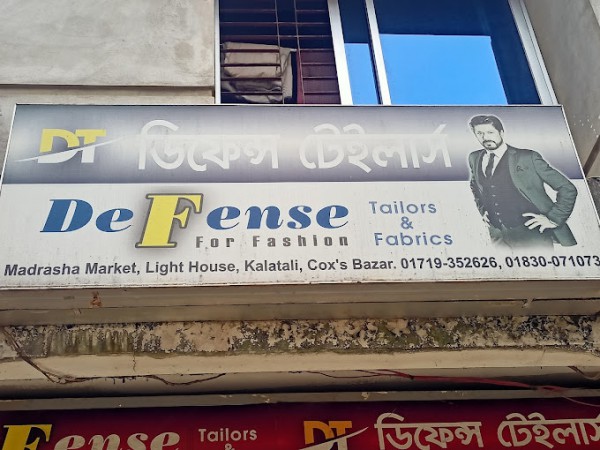 DT ডিফেন্স টেইলার্স
DeFense
For Fashion
Tailors
&
Fabrics
Madrasha Market, Light House, Kalatali, Cox's Bazar. 01719-352626, 01830-071073
Fense Tailors
&
DT ডিফেন্স টেইলার্স